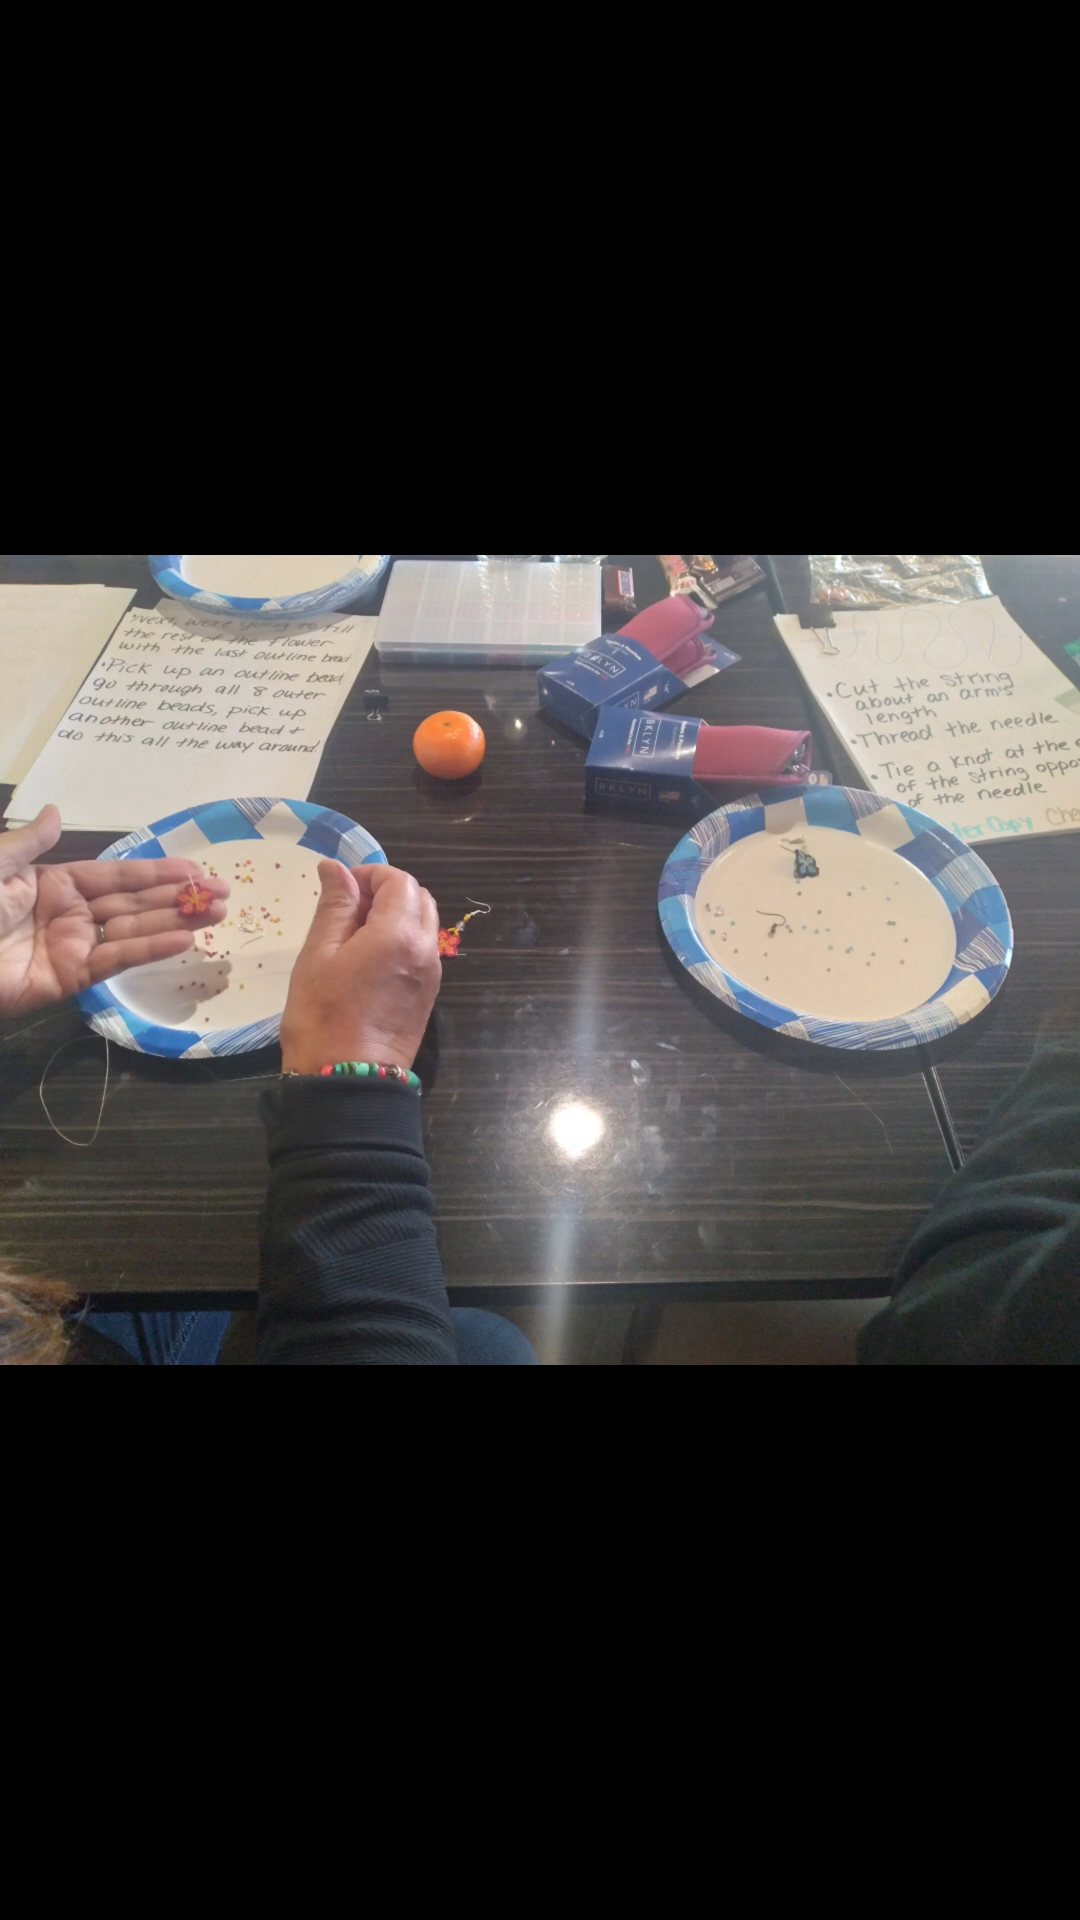 •Next, we're going to fill
the rest of the flower
with the last outline bead
•Pick up an outline bead,
go through all 8 outer
outline beads, pick up
another outline bead +
do this all the way around
BKLYN
BKLYN
BKLYN
•Cut the string
about an arm's
length
•Thread the needle
•Tie a knot at the
of the string
of the needle
Copy